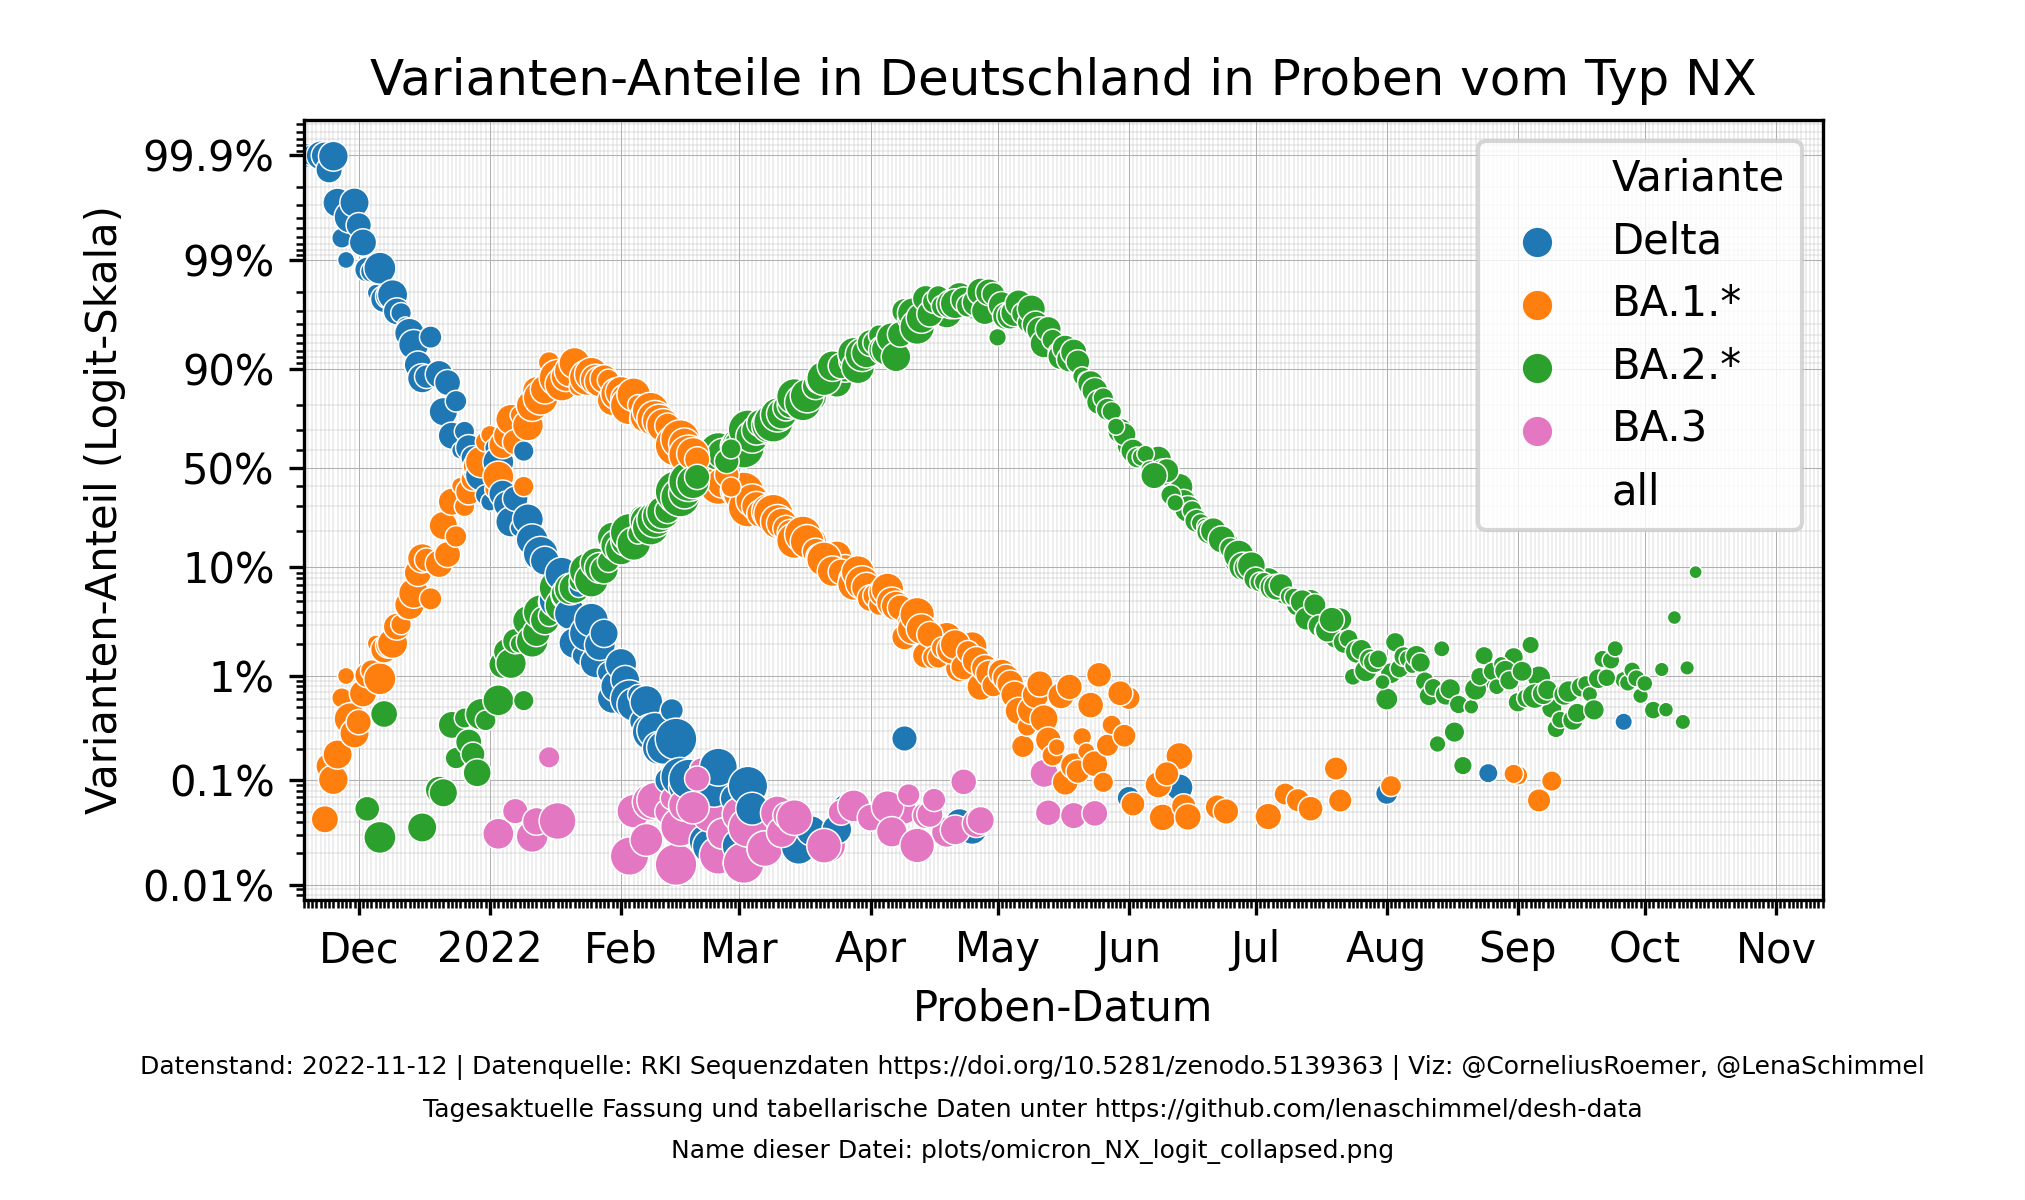 Varianten-Anteile in Deutschland in Proben vom Typ NX
Varianten-Anteil (Logit-Skala)
99.9%
99%
90%
50%
10%
1%
0.1%
0.01%
Variante
Delta
BA.1.*
BA.2.*
BA.3
all
Dec 2022 Feb Mar Apr May Jun Jul Aug Sep Oct Nov
Proben-Datum
Datenstand: 2022-11-12 | Datenquelle: RKI Sequenzdaten https://doi.org/10.5281/zenodo.5139363 | Viz: @CorneliusRoemer, @LenaSchimmel
Tagesaktuelle Fassung und tabellarische Daten unter https://github.com/lenaschimmel/desh-data
Name dieser Datei: plots/omicron_NX_logit_collapsed.png